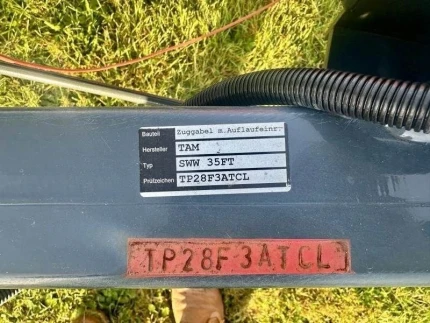 Bauteil Zuggabel m.Auflaufeinr.
Hersteller TAM
Typ SWW 35FT
Prüfzeichen TP28F3ATCL
TP28F3ATCL